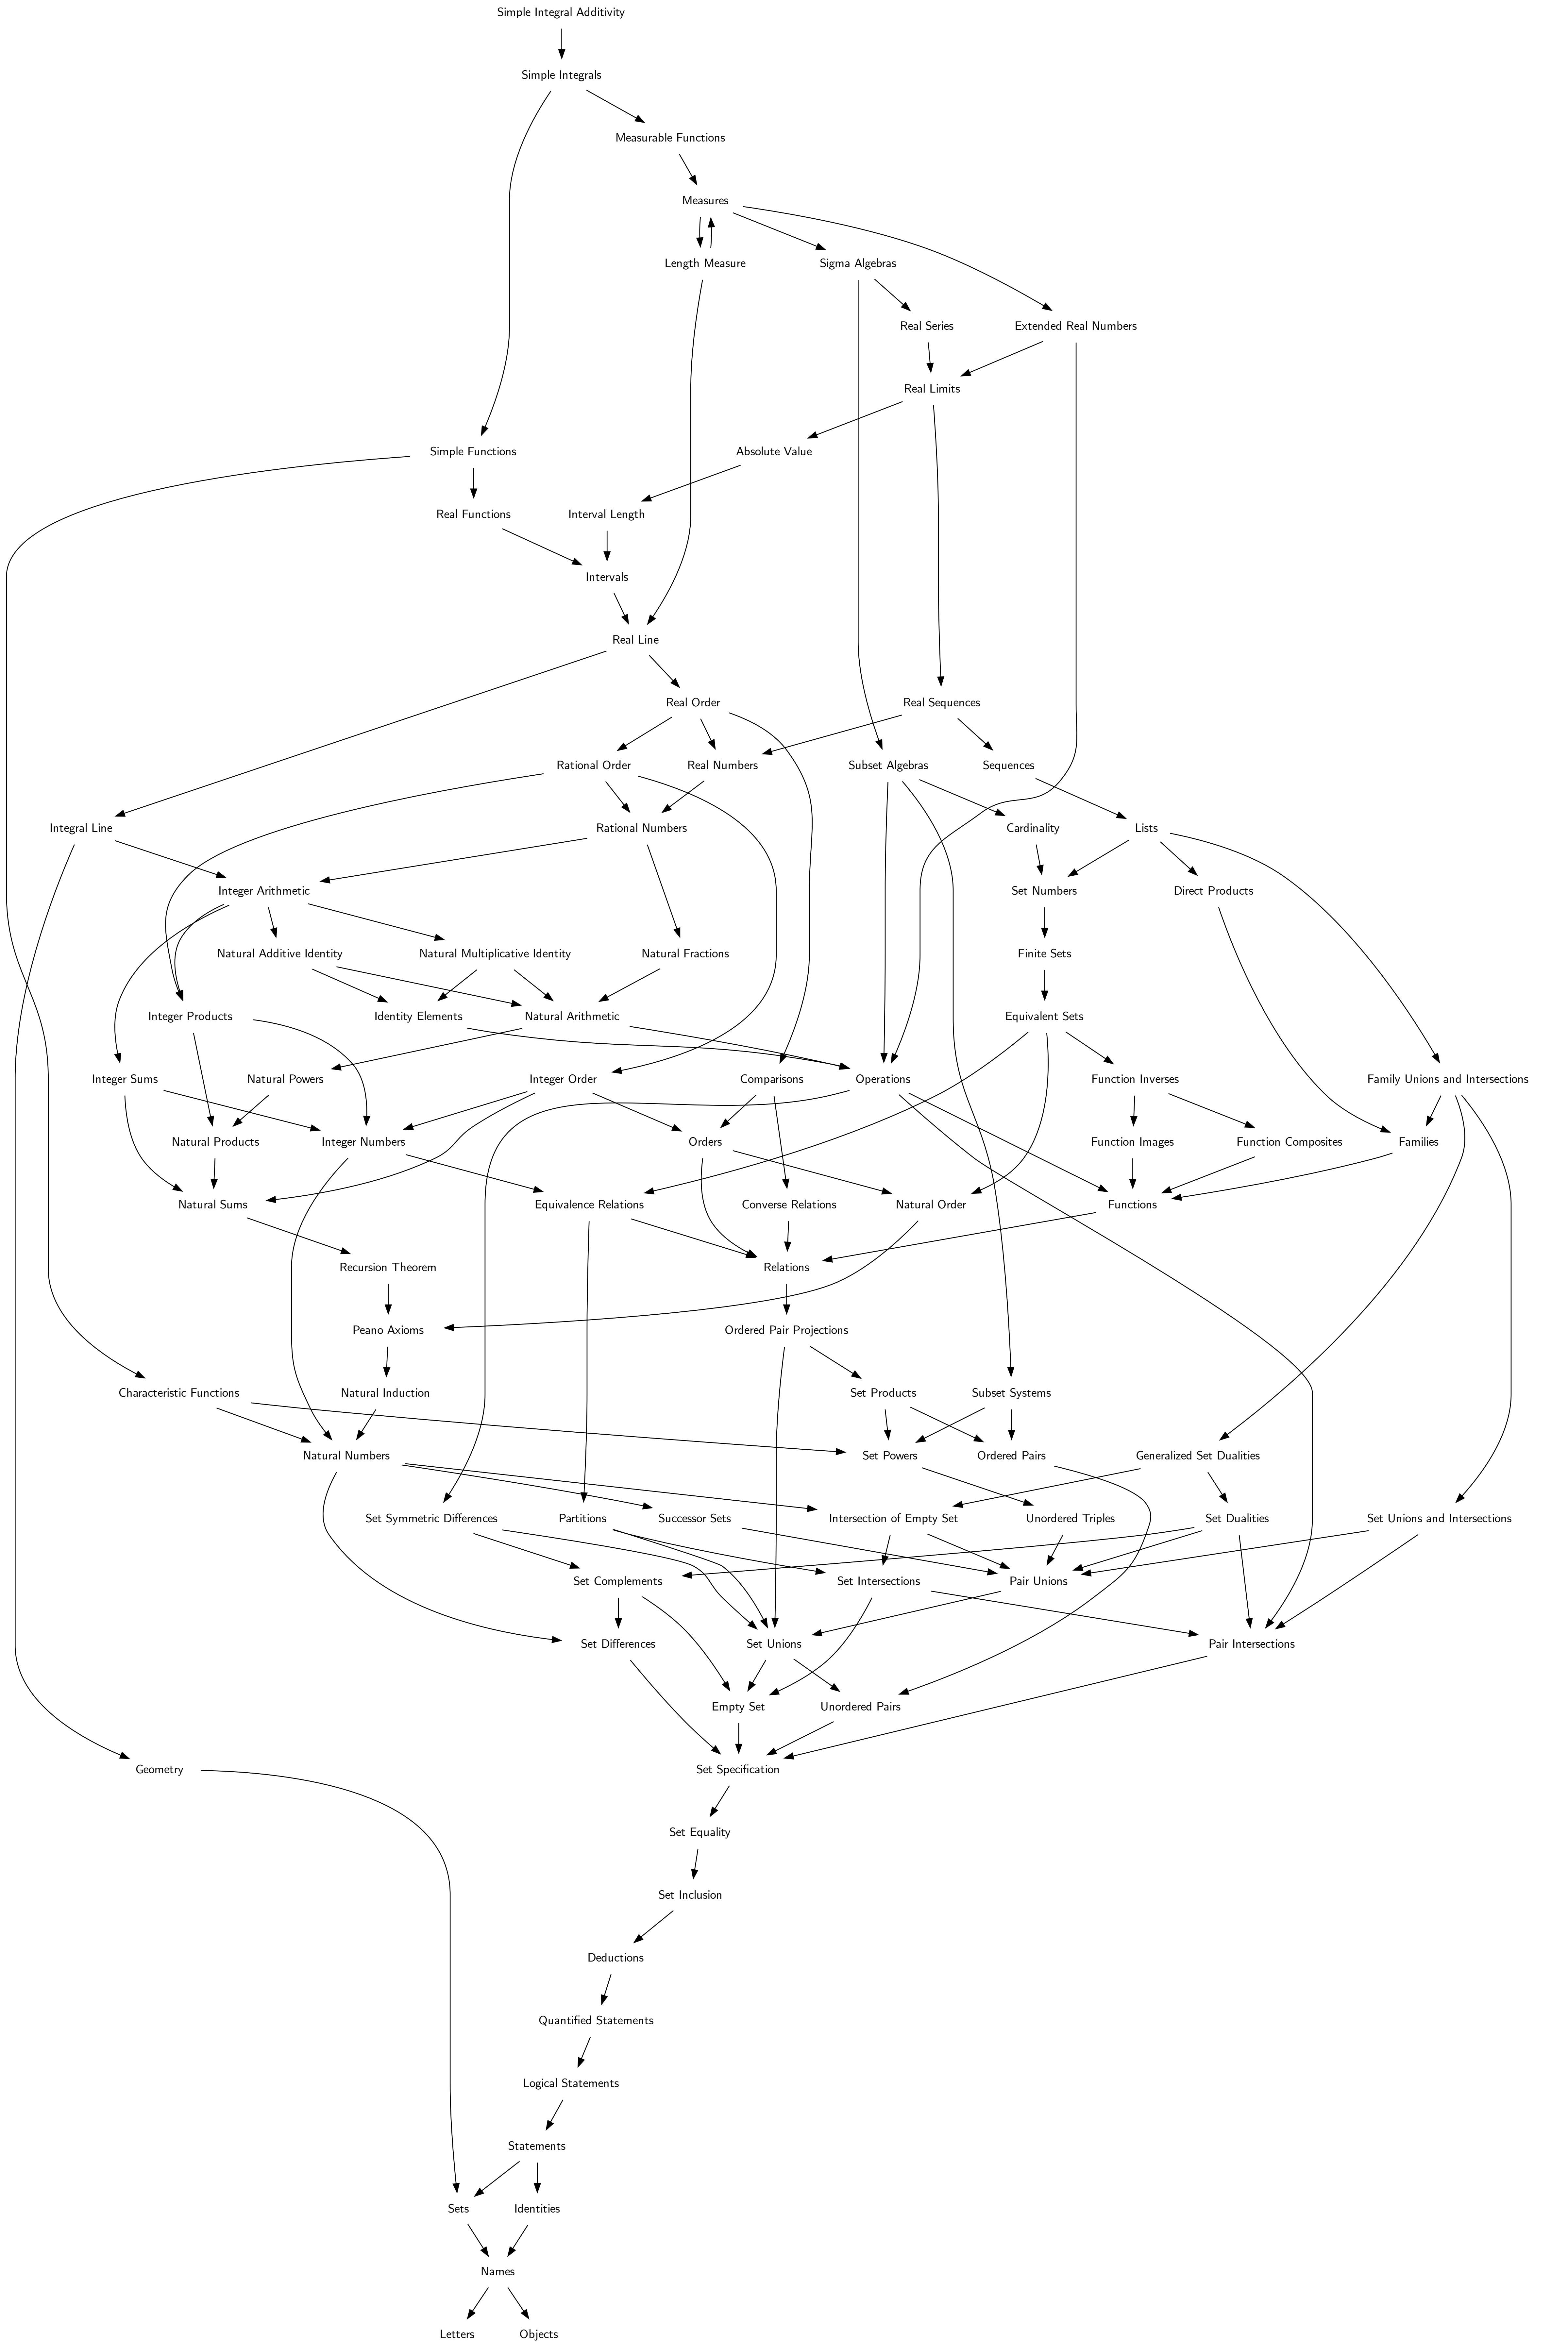 Simple Integral Additivity
Simple Integrals
Measurable Functions
Measures
Length Measure
Sigma Algebras
Real Series
Extended Real Numbers
Real Limits
Simple Functions
Absolute Value
Real Functions
Interval Length
Intervals
Real Line
Real Order
Real Sequences
Rational Order
Real Numbers
Subset Algebras
Sequences
Integral Line
Rational Numbers
Cardinality
Lists
Integer Arithmetic
Set Numbers
Direct Products
Natural Additive Identity
Natural Multiplicative Identity
Natural Fractions
Finite Sets
Integer Products
Identity Elements
Natural Arithmetic
Equivalent Sets
Integer Sums
Natural Powers
Integer Order
Comparisons
Operations
Function Inverses
Family Unions and Intersections
Natural Products
Integer Numbers
Orders
Function Images
Function Composites
Families
Natural Sums
Equivalence Relations
Converse Relations
Natural Order
Functions
Recursion Theorem
Relations
Peano Axioms
Ordered Pair Projections
Characteristic Functions
Natural Induction
Set Products
Subset Systems
Natural Numbers
Set Powers
Ordered Pairs
Generalized Set Dualities
Set Symmetric Differences
Partitions
Successor Sets
Intersection of Empty Set
Unordered Triples
Set Dualities
Set Unions and Intersections
Set Complements
Set Intersections
Pair Unions
Set Differences
Set Unions
Pair Intersections
Empty Set
Unordered Pairs
Geometry
Set Specification
Set Equality
Set Inclusion
Deductions
Quantified Statements
Logical Statements
Statements
Sets
Identities
Names
Letters
Objects